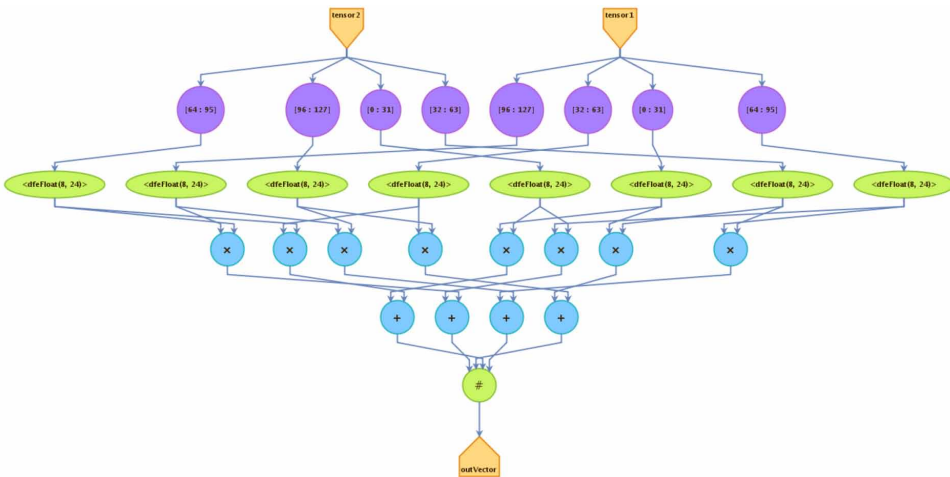 tensor2
tensor1
[64 : 95]
[96 : 127]
[0 : 31]
[32 : 63]
[96 : 127]
[32 : 63]
[0 : 31]
[64 : 95]
<dfeFloat(8, 24)>
<dfeFloat(8, 24)>
<dfeFloat(8, 24)>
<dfeFloat(8, 24)>
<dfeFloat(8, 24)>
<dfeFloat(8, 24)>
<dfeFloat(8, 24)>
<dfeFloat(8, 24)>
×
×
×
×
×
×
×
×
+
+
+
+
#
outVector